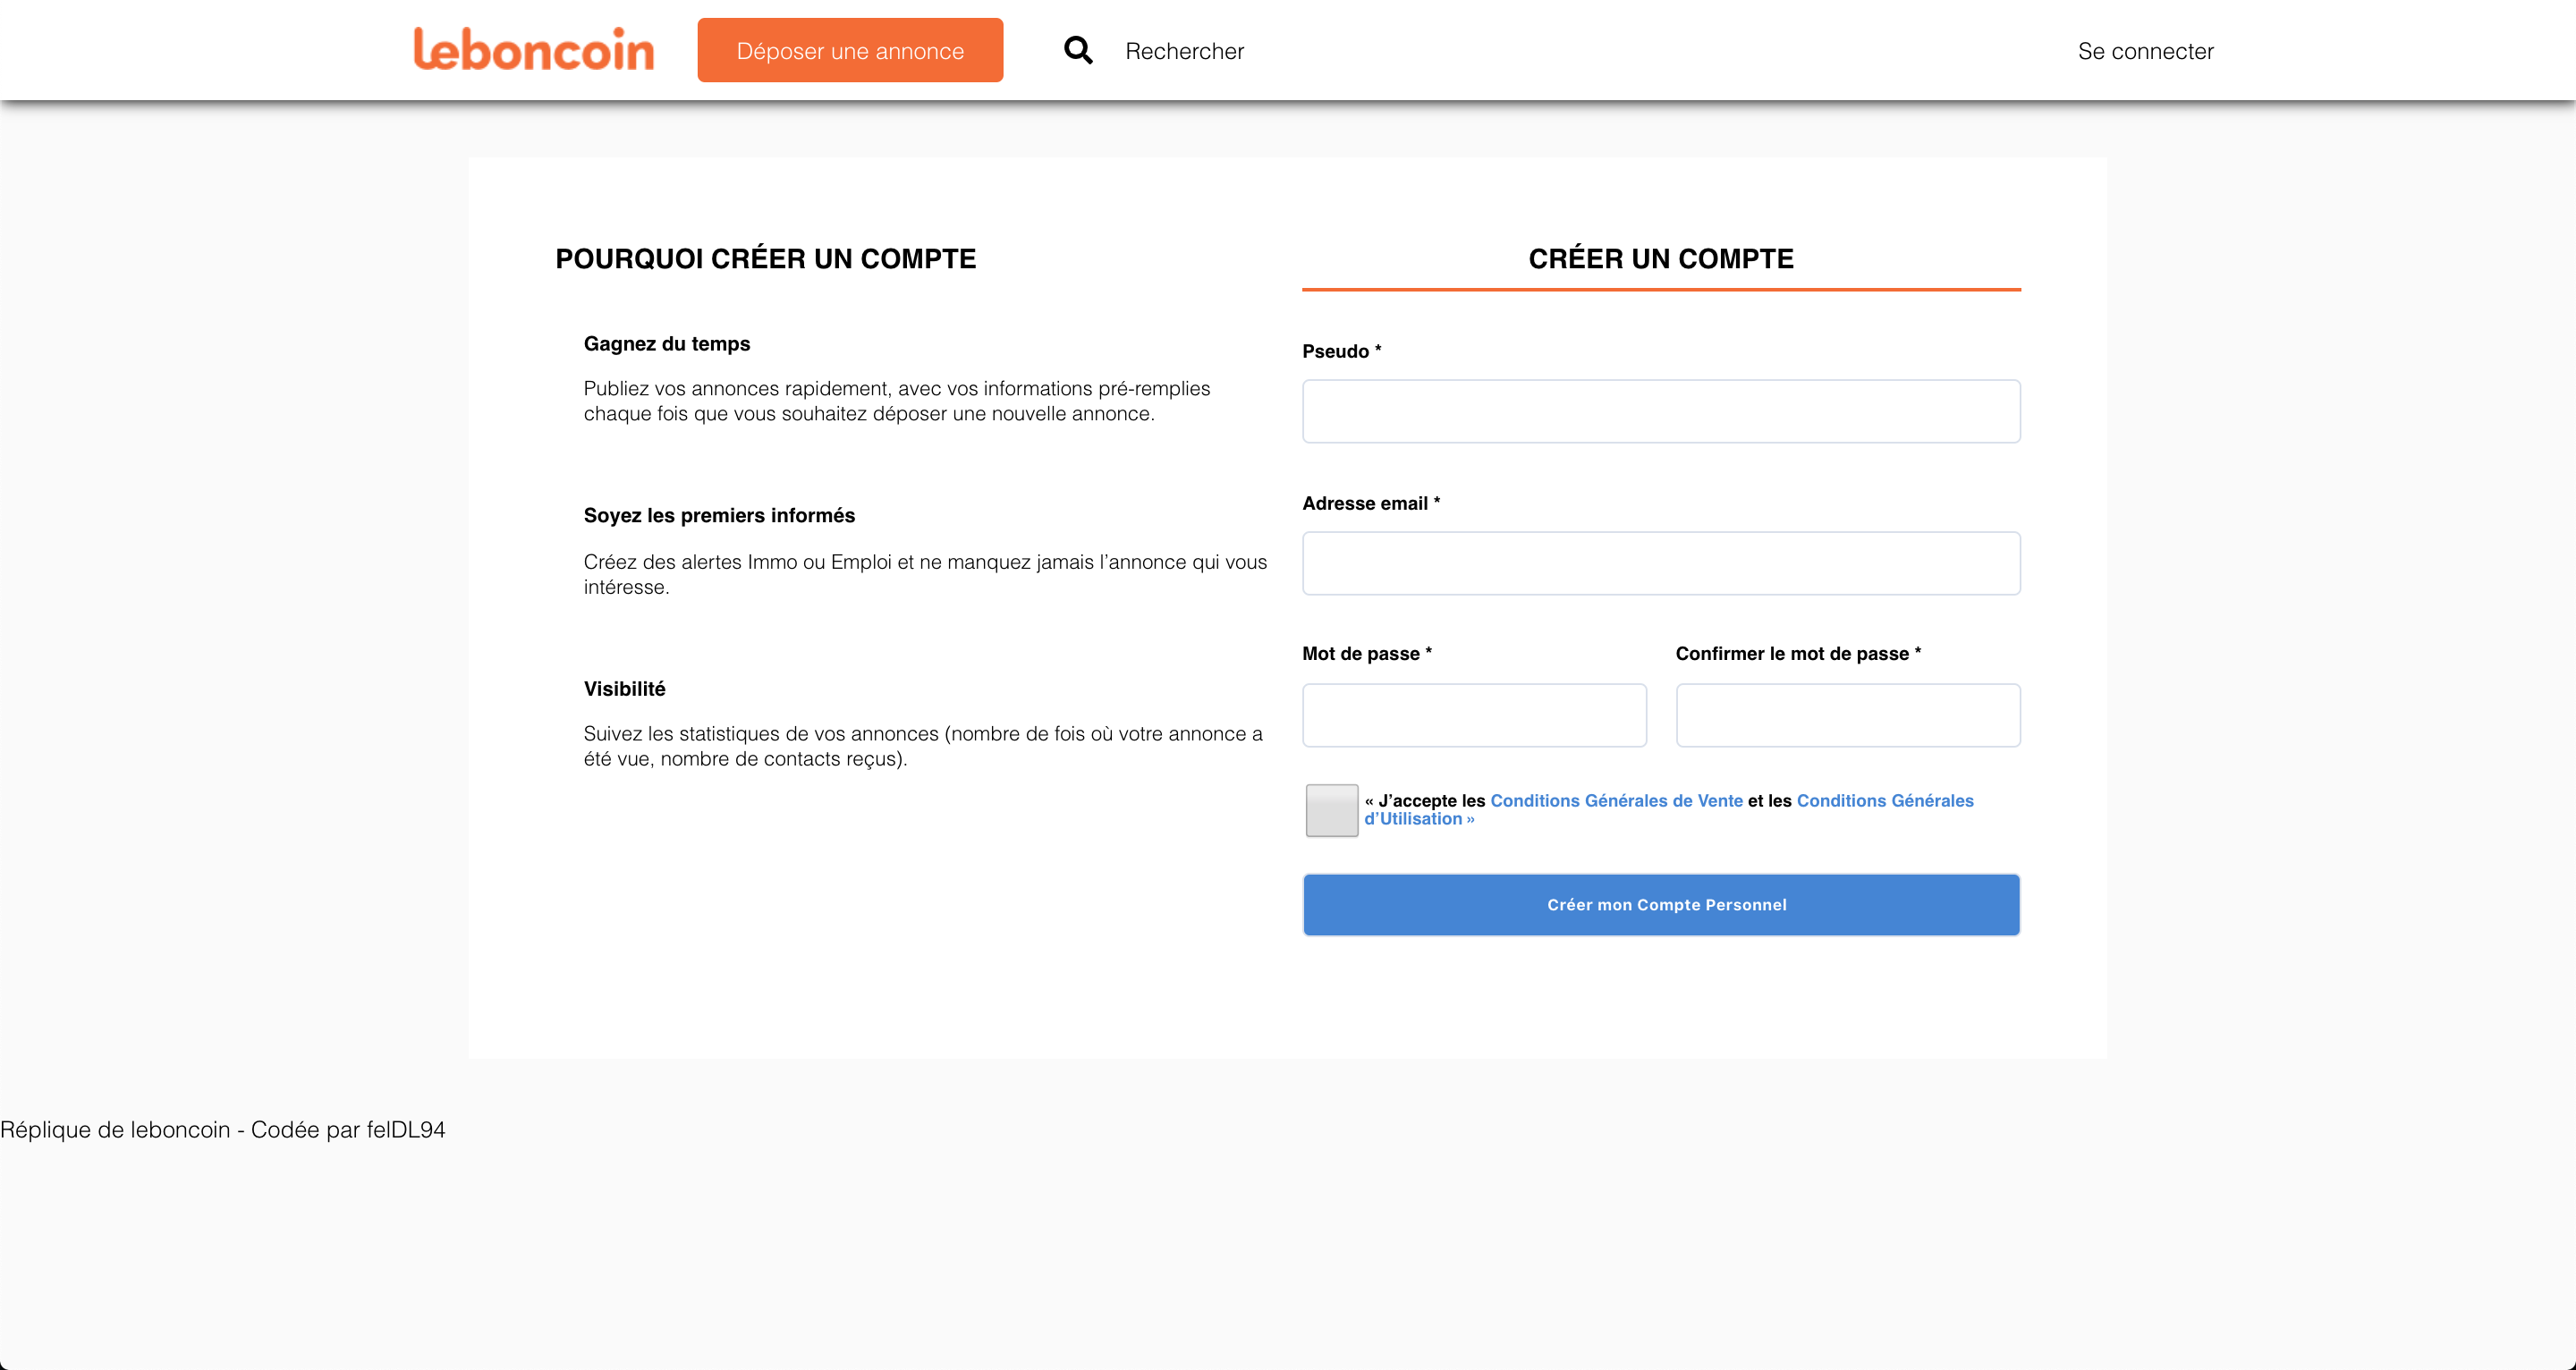 leboncoin
Déposer une annonce
Rechercher
Se connecter
POURQUOI CRÉER UN COMPTE
Gagnez du temps
Publiez vos annonces rapidement, avec vos informations pré-remplies
chaque fois que vous souhaitez déposer une nouvelle annonce.
Soyez les premiers informés
Créez des alertes Immo ou Emploi et ne manquez jamais l’annonce qui vous
intéresse.
Visibilité
Suivez les statistiques de vos annonces (nombre de fois où votre annonce a
été vue, nombre de contacts reçus).
CRÉER UN COMPTE
Pseudo *
Adresse email *
Mot de passe *
Confirmer le mot de passe *
« J’accepte les Conditions Générales de Vente et les Conditions Générales
d’Utilisation »
Créer mon Compte Personnel
Réplique de leboncoin - Codée par felDL94